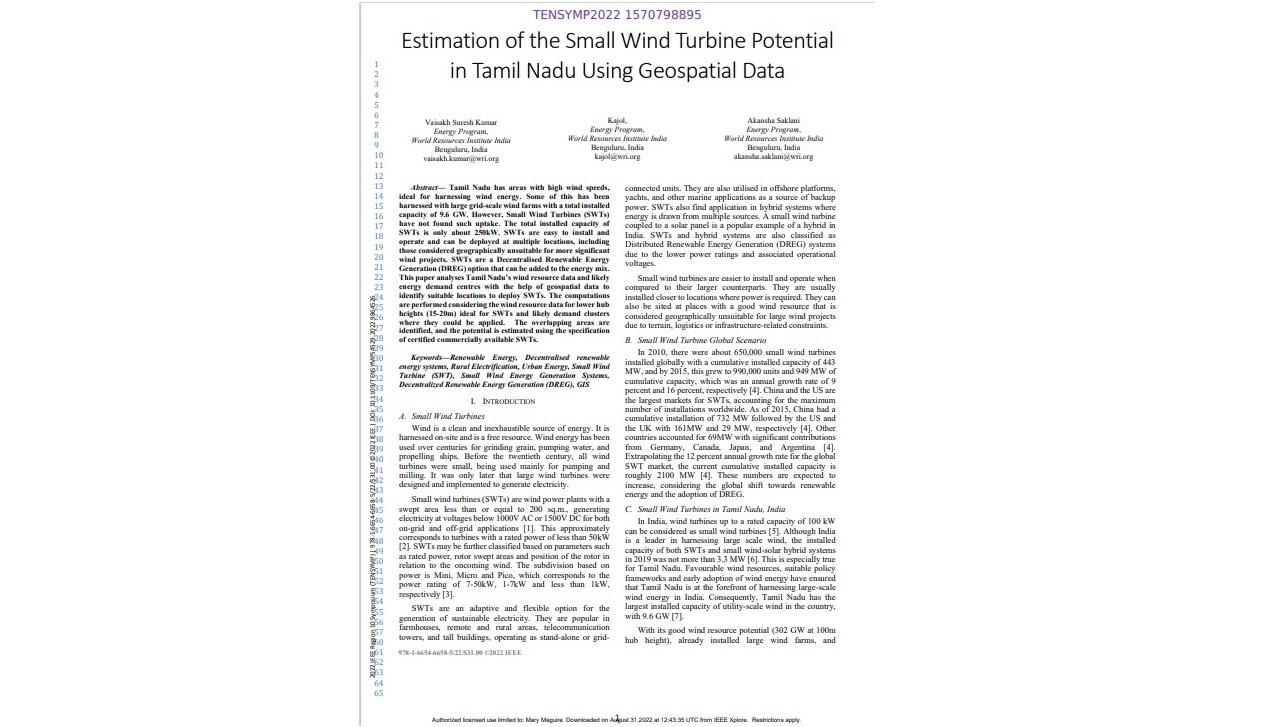 TENSYMP2022 1570798895
Estimation of the Small Wind Turbine Potential
in Tamil Nadu Using Geospatial Data
1
2
3
4
5
6
7
8
9
10
11
12
13
14
15
16
17
18
19
20
21
22
23
24
25
26
27
28
29
30
31
32
33
34
35
36
37
38
39
40
41
42
43
44
45
46
47
48
49
50
51
52
53
54
55
56
57
58
59
60
61
62
63
64
65
Vaisakh Suresh Kumar
Energy Program,
World Resources Institute India
Benguluru, India
vaisakh.kumar@wri.org
Kajol,
Energy Program,
World Resources Institute India
Benguluru, India
kajol@wri.org
Akansha Saklani
Energy Program,
World Resources Institute India
Benguluru, India
akansha.saklani@wri.org
Abstract— Tamil Nadu has areas with high wind speeds,
ideal for harnessing wind energy. Some of this has been
harnessed with large grid-scale wind farms with a total installed
capacity of 9.6 GW. However, Small Wind Turbines (SWTs)
have not found such uptake. The total installed capacity of
SWTs is only about 250kW. SWTs are easy to install and
operate and can be deployed at multiple locations, including
those considered geographically unsuitable for more significant
wind projects. SWTs are a Decentralised Renewable Energy
Generation (DREG) option that can be added to the energy mix.
This paper analyses Tamil Nadu's wind resource data and likely
energy demand centres with the help of geospatial data to
identify suitable locations to deploy SWTs. The computations
are performed considering the wind resource data for lower hub
heights (15-20m) ideal for SWTs and likely demand clusters
where they could be applied. The overlapping areas are
identified, and the potential is estimated using the specification
of certified commercially available SWTs.
Keywords—Renewable Energy, Decentralised renewable
energy systems, Rural Electrification, Urban Energy, Small Wind
Turbine (SWT), Small Wind Energy Generation Systems,
Decentralized Renewable Energy Generation (DREG), GIS
I. INTRODUCTION
A. Small Wind Turbines
Wind is a clean and inexhaustible source of energy. It is
harnessed on-site and is a free resource. Wind energy has been
used over centuries for grinding grain, pumping water, and
propelling ships. Before the twentieth century, all wind
turbines were small, being used mainly for pumping and
milling. It was only later that large wind turbines were
designed and implemented to generate electricity.
Small wind turbines (SWTs) are wind power plants with a
swept area less than or equal to 200 sq.m., generating
electricity at voltages below 1000V AC or 1500V DC for both
on-grid and off-grid applications [1]. This approximately
corresponds to turbines with a rated power of less than 50kW
[2]. SWTs may be further classified based on parameters such
as rated power, rotor swept areas and position of the rotor in
relation to the oncoming wind. The subdivision based on
power is Mini, Micro and Pico, which corresponds to the
power rating of 7-50kW, 1-7kW and less than 1kW,
respectively [3].
SWTs are an adaptive and flexible option for the
generation of sustainable electricity. They are popular in
farmhouses, remote and rural areas, telecommunication
towers, and tall buildings, operating as stand-alone or grid-
978-1-6654-6658-5/22/$31.00 ©2022 IEEE
connected units. They are also utilised in offshore platforms,
yachts, and other marine applications as a source of backup
power. SWTs also find application in hybrid systems where
energy is drawn from multiple sources. A small wind turbine
coupled to a solar panel is a popular example of a hybrid in
India. SWTs and hybrid systems are also classified as
Distributed Renewable Energy Generation (DREG) systems
due to the lower power ratings and associated operational
voltages.
Small wind turbines are easier to install and operate when
compared to their larger counterparts. They are usually
installed closer to locations where power is required. They can
also be sited at places with a good wind resource that is
considered geographically unsuitable for large wind projects
due to terrain, logistics or infrastructure-related constraints.
B. Small Wind Turbine Global Scenario
In 2010, there were about 650,000 small wind turbines
installed globally with a cumulative installed capacity of 443
MW, and by 2015, this grew to 990,000 units and 949 MW of
cumulative capacity, which was an annual growth rate of 9
percent and 16 percent, respectively [4]. China and the US are
the largest markets for SWTs, accounting for the maximum
number of installations worldwide. As of 2015, China had a
cumulative installation of 732 MW followed by the US and
the UK with 161MW and 29 MW, respectively [4]. Other
countries accounted for 69MW with significant contributions
from Germany, Canada, Japan, and Argentina [4].
Extrapolating the 12 percent annual growth rate for the global
SWT market, the current cumulative installed capacity is
roughly 2100 MW [4]. These numbers are expected to
increase, considering the global shift towards renewable
energy and the adoption of DREG.
C. Small Wind Turbines in Tamil Nadu, India
In India, wind turbines up to a rated capacity of 100 kW
can be considered as small wind turbines [5]. Although India
is a leader in harnessing large scale wind, the installed
capacity of both SWTs and small wind-solar hybrid systems
in 2019 was not more than 3.3 MW [6]. This is especially true
for Tamil Nadu. Favourable wind resources, suitable policy
frameworks and early adoption of wind energy have ensured
that Tamil Nadu is at the forefront of harnessing large-scale
wind energy in India. Consequently, Tamil Nadu has the
largest installed capacity of utility-scale wind in the country,
with 9.6 GW [7].
With its good wind resource potential (302 GW at 100m
hub height), already installed large wind farms, and
1
Authorized licensed use limited to: Mary Maguire. Downloaded on August 31,2022 at 12:43:35 UTC from IEEE Xplore. Restrictions apply.